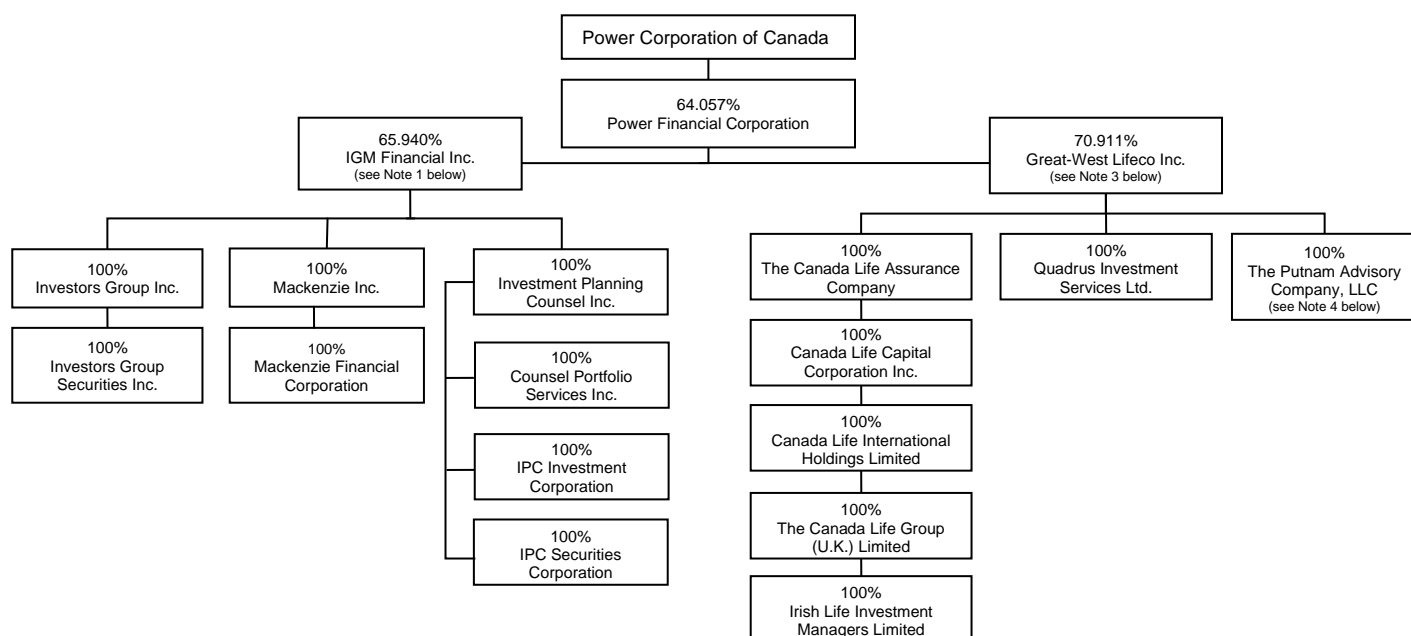 Power Corporation of Canada
64.057%
Power Financial Corporation
65.940%
IGM Financial Inc.
(see Note 1 below)
70.911%
Great-West Lifeco Inc.
(see Note 3 below)
100%
Investors Group Inc.
100%
Investors Group
Securities Inc.
100%
Mackenzie Inc.
100%
Mackenzie Financial
Corporation
100%
Investment Planning
Counsel Inc.
100%
Counsel Portfolio
Services Inc.
100%
IPC Investment
Corporation
100%
IPC Securities
Corporation
100%
The Canada Life Assurance
Company
100%
Canada Life Capital
Corporation Inc.
100%
Canada Life International
Holdings Limited
100%
The Canada Life Group
(U.K.) Limited
100%
Irish Life Investment
Managers Limited
100%
Quadrus Investment
Services Ltd.
100%
The Putnam Advisory
Company, LLC
(see Note 4 below)